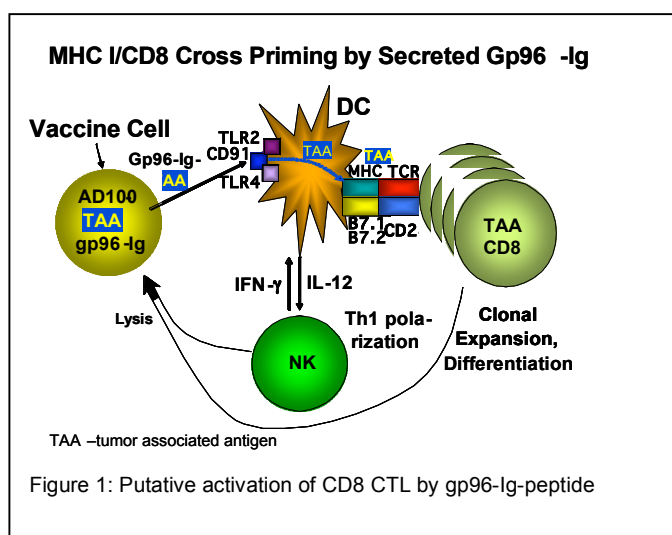 MHC I/CD8 Cross Priming by Secreted Gp96 -Ig
DC
Vaccine Cell
TLR2
CD91
TLR4
Gp96-Ig-
AA
TAA
TAA
MHC TCR
B7.1
B7.2
CD2
AD100
TAA
gp96-Ig
TAA
CD8
IFN-γ
IL-12
Lysis
NK
Th1 pola-
rization
Clonal
Expansion,
Differentiation
TAA –tumor associated antigen
Figure 1: Putative activation of CD8 CTL by gp96-Ig-peptide